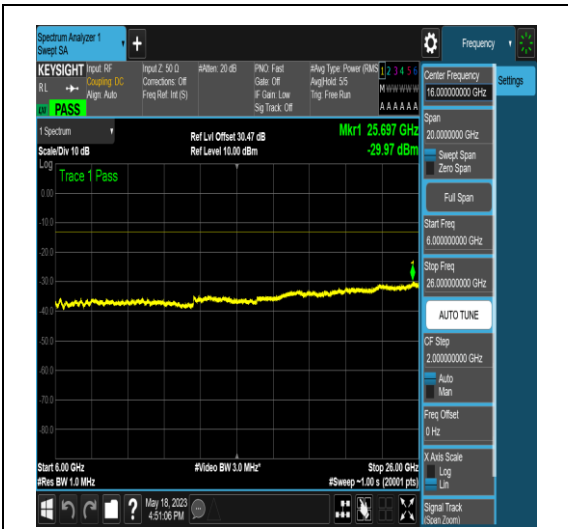 Spectrum Analyzer 1
Swept SA
Frequency
KEYSIGHT
RL
PASS
Input: RF
Coupling: DC
Align: Auto
Input Z: 50 Ω
Corrections: Off
Freq Ref: Int (S)
#Atten: 20 dB
PNO: Fast
Gate: Off
IF Gain: Low
Sig Track: Off
#Avg Type: Power (RMS
Avg|Hold: 5/5
Trig: Free Run
1 2 3 4 5 6
M W W W W W
A A A A A A
1 Spectrum
Scale/Div 10 dB
Ref Lvl Offset 30.47 dB
Ref Level 10.00 dBm
Mkr1 25.697 GHz
-29.97 dBm
Log
Trace 1 Pass
0.00
-10.0
-20.0
-30.0
-40.0
-50.0
-60.0
-70.0
-80.0
1
Start 6.00 GHz
#Res BW 1.0 MHz
#Video BW 3.0 MHz*
Stop 26.00 GHz
#Sweep ~1.00 s (20001 pts)
May 18, 2023
4:51:06 PM
Center Frequency
16.000000000 GHz
Settings
Span
20.0000000 GHz
Swept Span
Zero Span
Full Span
Start Freq
6.000000000 GHz
Stop Freq
26.000000000 GHz
AUTO TUNE
CF Step
2.000000000 GHz
Auto
Man
Freq Offset
0 Hz
X Axis Scale
Log
Lin
Signal Track
(Span Zoom)